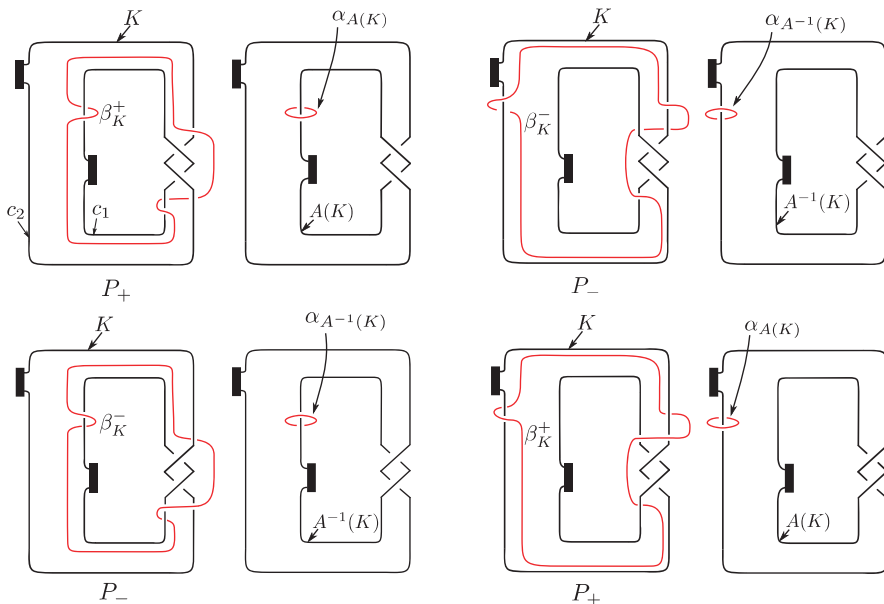 K
α_{A(K)}
β_K^+
c_2
c_1
A(K)
P_+
K
α_{A^{-1}(K)}
β_K^-
A^{-1}(K)
P_-
K
α_{A^{-1}(K)}
β_K^-
A^{-1}(K)
P_-
K
α_{A(K)}
β_K^+
A(K)
P_+